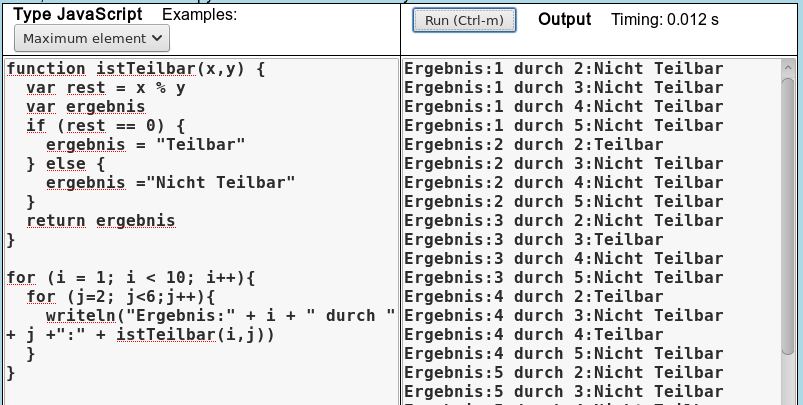 Type JavaScript Examples:
Maximum element
Run (Ctrl-m) Output Timing: 0.012 s
function istTeilbar(x,y) {
  var rest = x % y
  var ergebnis
  if (rest == 0) {
    ergebnis = "Teilbar"
  } else {
    ergebnis ="Nicht Teilbar"
  }
  return ergebnis
}
for (i = 1; i < 10; i++){
  for (j=2; j<6;j++){
    writeln("Ergebnis:" + i + " durch "
+ j +":" + istTeilbar(i,j))
  }
}
Ergebnis:1 durch 2:Nicht Teilbar
Ergebnis:1 durch 3:Nicht Teilbar
Ergebnis:1 durch 4:Nicht Teilbar
Ergebnis:1 durch 5:Nicht Teilbar
Ergebnis:2 durch 2:Teilbar
Ergebnis:2 durch 3:Nicht Teilbar
Ergebnis:2 durch 4:Nicht Teilbar
Ergebnis:2 durch 5:Nicht Teilbar
Ergebnis:3 durch 2:Nicht Teilbar
Ergebnis:3 durch 3:Teilbar
Ergebnis:3 durch 4:Nicht Teilbar
Ergebnis:3 durch 5:Nicht Teilbar
Ergebnis:4 durch 2:Teilbar
Ergebnis:4 durch 3:Nicht Teilbar
Ergebnis:4 durch 4:Teilbar
Ergebnis:4 durch 5:Nicht Teilbar
Ergebnis:5 durch 2:Nicht Teilbar
Ergebnis:5 durch 3:Nicht Teilbar